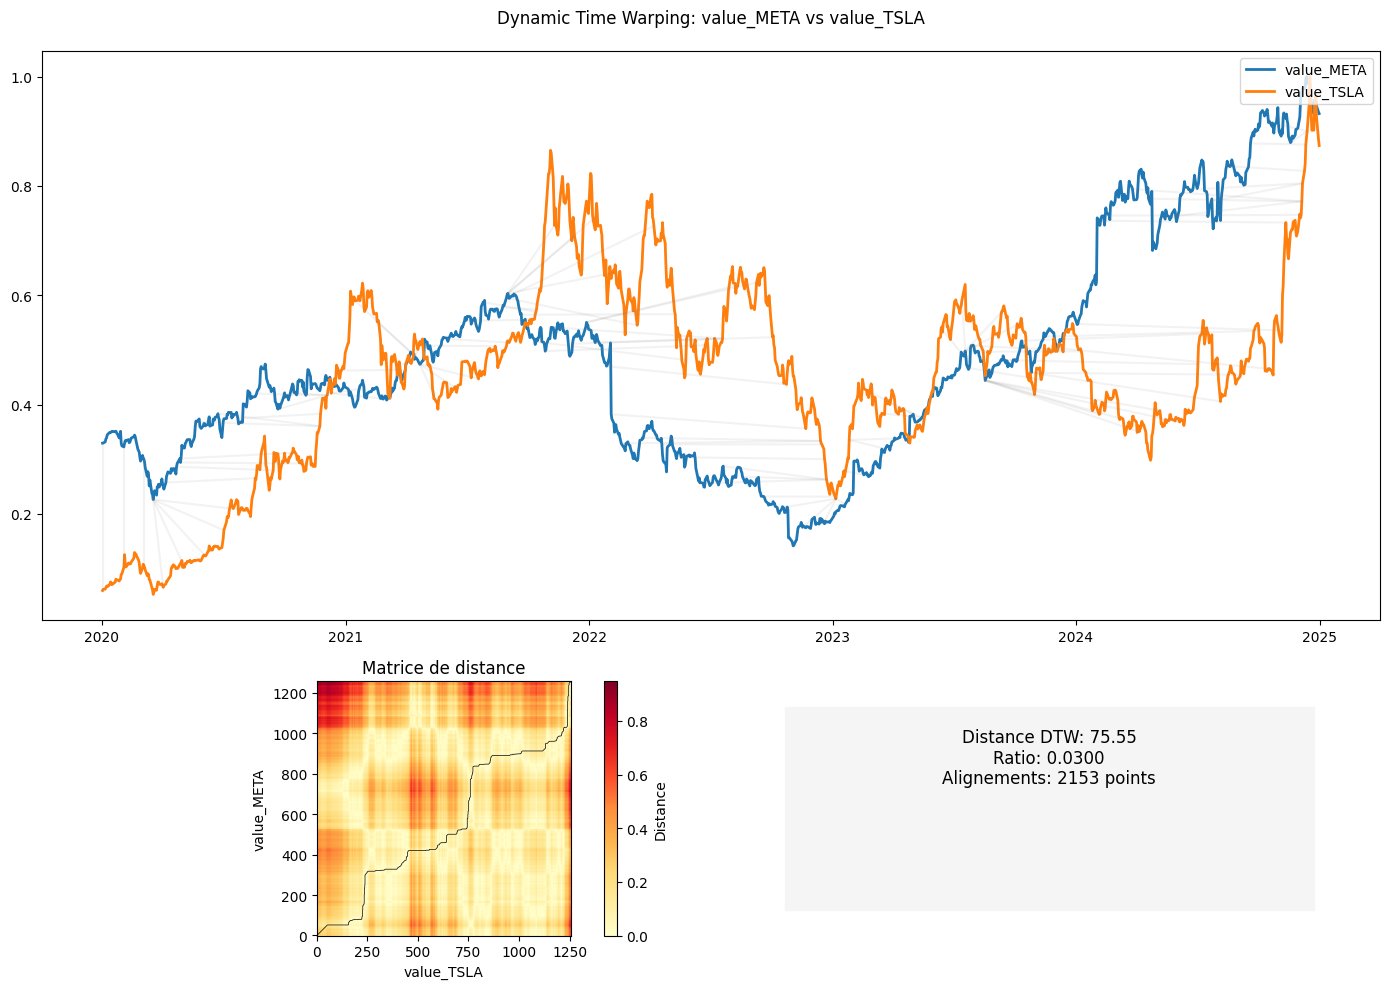 Dynamic Time Warping: value_META vs value_TSLA
value_META
value_TSLA
1.0
0.8
0.6
0.4
0.2
2020 2021 2022 2023 2024 2025
Matrice de distance
value_META
1200
1000
800
600
400
200
0
0 250 500 750 1000 1250
value_TSLA
0.8
0.6
0.4
0.2
0.0
Distance
Distance DTW: 75.55
Ratio: 0.0300
Alignements: 2153 points